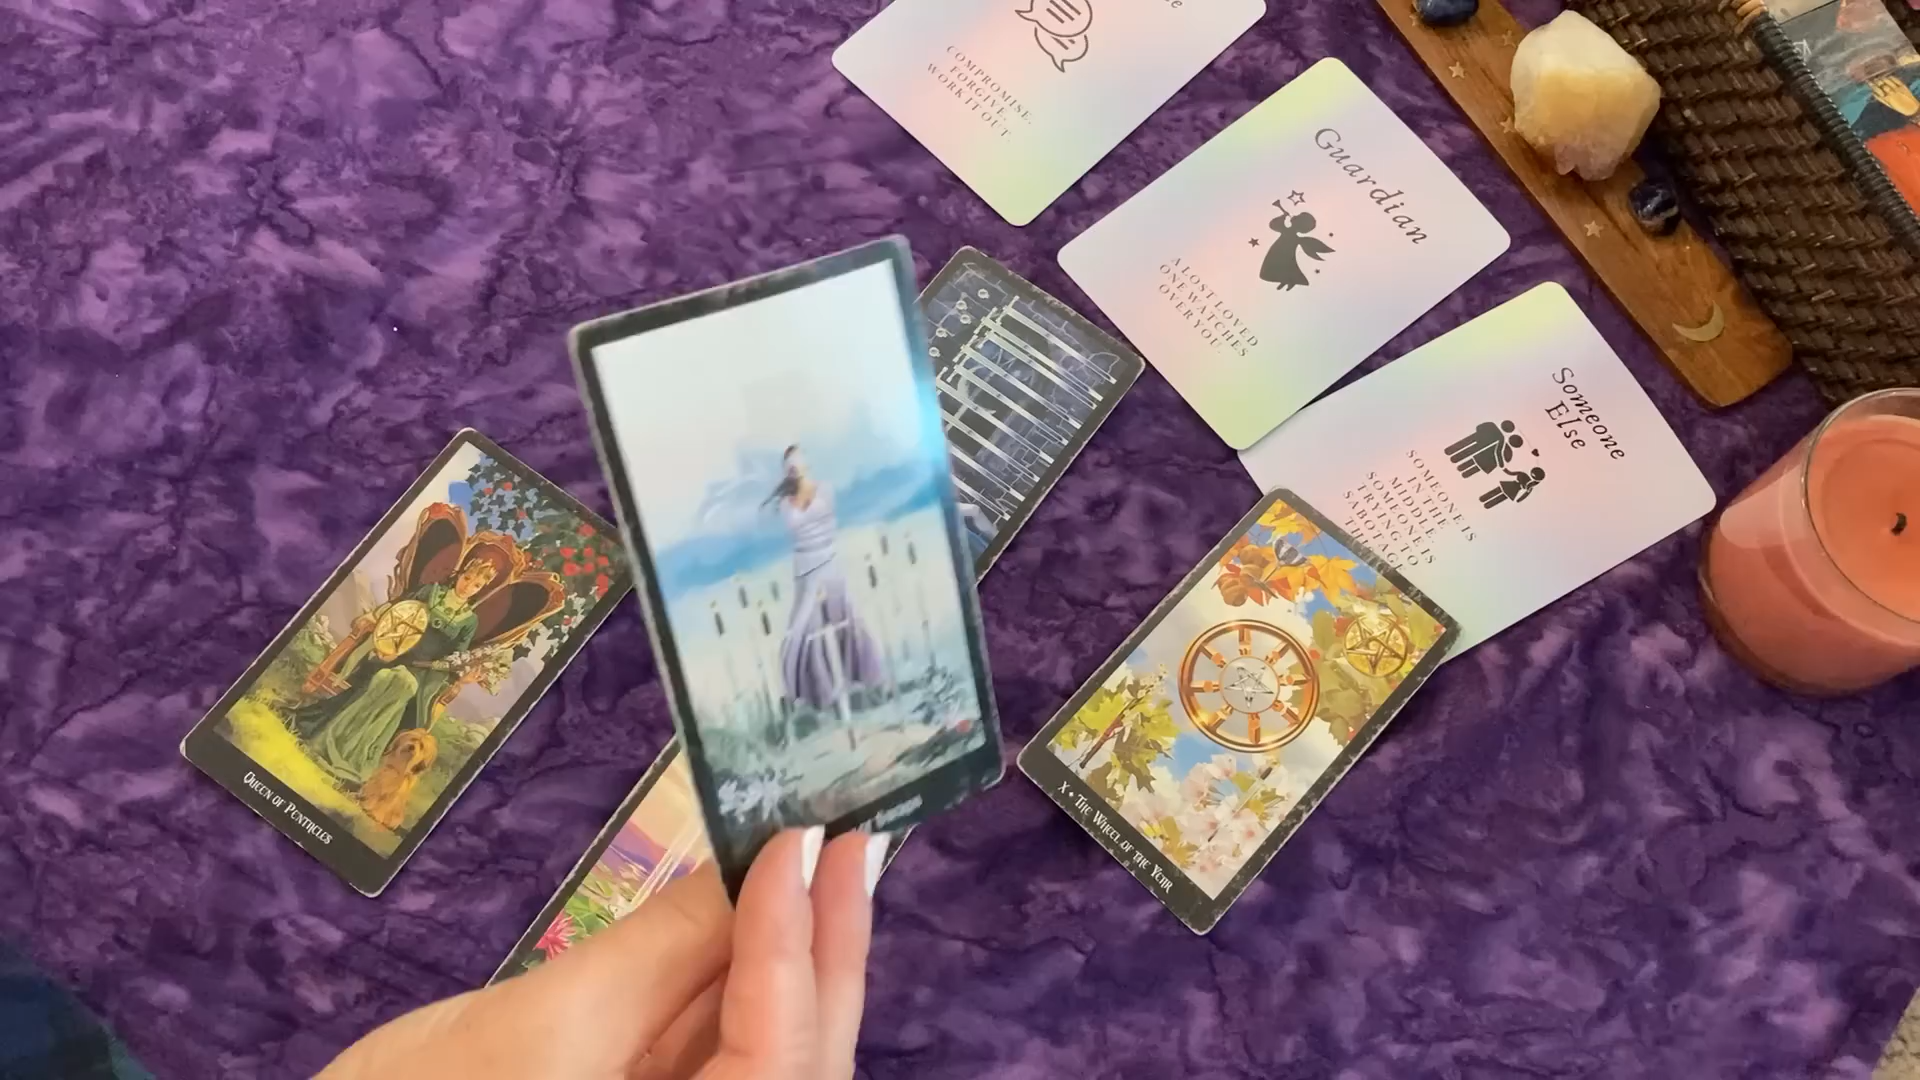 COMPROMISE.
FORGIVE.
WORK IT OUT.
Guardian
A LOST LOVED
ONE WATCHES
OVER YOU.
Someone
Else
SOMEONE IS
IN THE
MIDDLE.
SOMEONE IS
TRYING TO
SABOTAGE
QUEEN OF PENTACLES
X • THE WHEEL OF THE YEAR